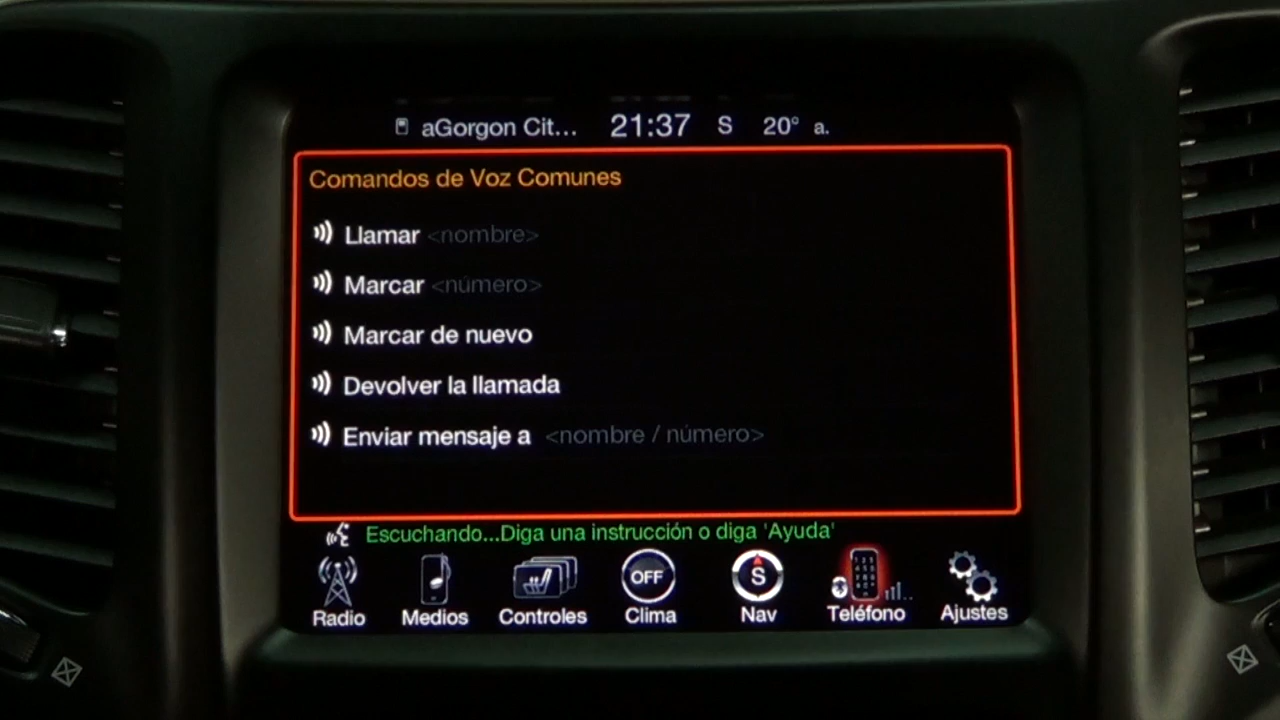 aGorgon Cit... 21:37 S 20° a.
Comandos de Voz Comunes
Llamar <nombre>
Marcar <número>
Marcar de nuevo
Devolver la llamada
Enviar mensaje a <nombre / número>
Escuchando...Diga una instrucción o diga 'Ayuda'
OFF S
Radio Medios Controles Clima Nav Teléfono Ajustes